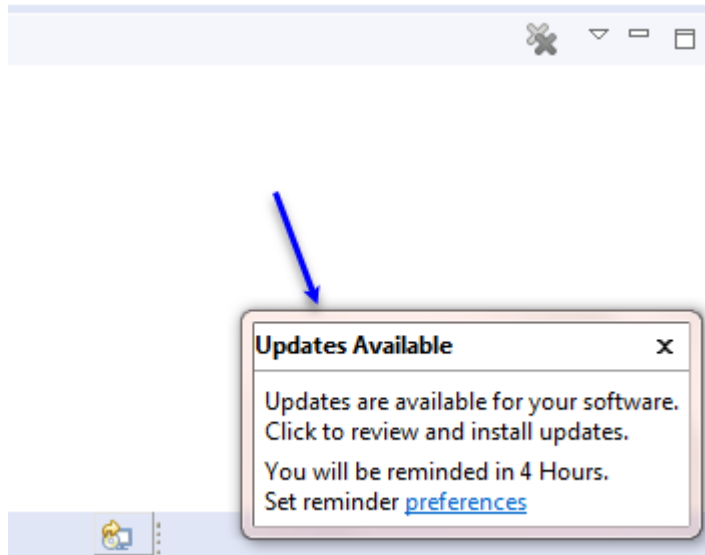 Updates Available
Updates are available for your software.
Click to review and install updates.
You will be reminded in 4 Hours.
Set reminder preferences